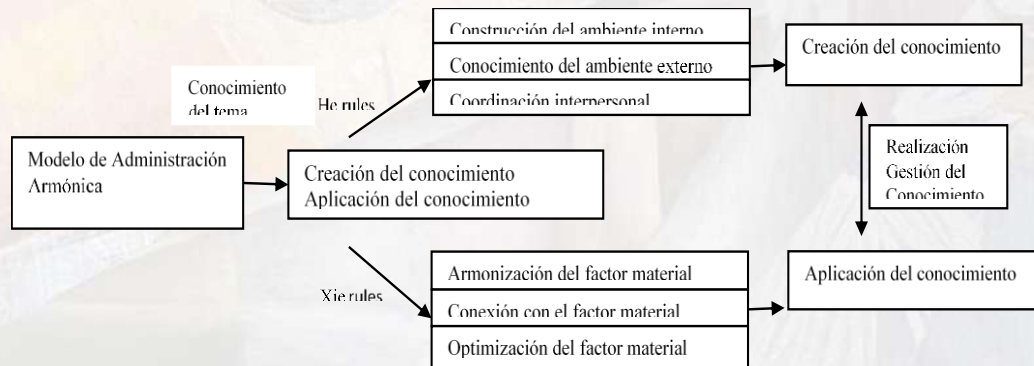 Modelo de Administración
Armónica
Conocimiento
del tema
Creación del conocimiento
Aplicación del conocimiento
He rules
Construcción del ambiente interno
Conocimiento del ambiente externo
Coordinación interpersonal
Creación del conocimiento
Realización
Gestión del
Conocimiento
Xie rules
Armonización del factor material
Conexión con el factor material
Optimización del factor material
Aplicación del conocimiento